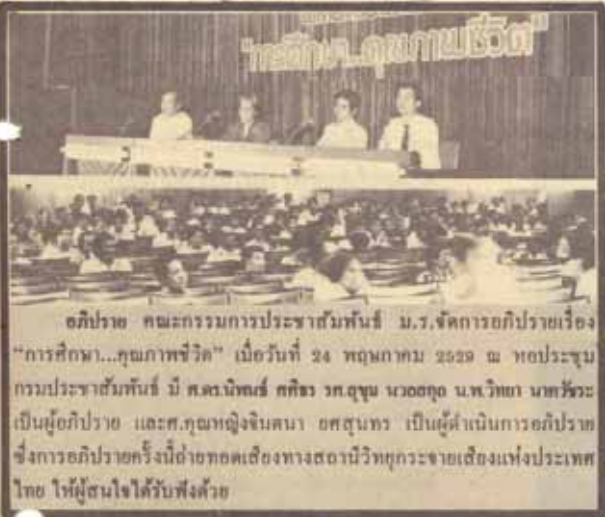 "การศึกษา...คุณภาพชีวิต"
อภิปราย คณะกรรมการประชาสัมพันธ์ ม.ร.จัดการอภิปรายเรื่อง
"การศึกษา...คุณภาพชีวิต" เมื่อวันที่ 24 พฤษภาคม 2529 ณ หอประชุม
กรมประชาสัมพันธ์ มี ศ.ดร.นิพนธ์ ศศิธร รศ.สุขุม นวลสกุล น.พ.วิทยา นาควัชระ
เป็นผู้อภิปราย และศ.คุณหญิงจินตนา ยศสุนทร เป็นผู้ดำเนินการอภิปราย
ซึ่งการอภิปรายครั้งนี้ถ่ายทอดเสียงทางสถานีวิทยุกระจายเสียงแห่งประเทศ
ไทย ให้ผู้สนใจได้รับฟังด้วย